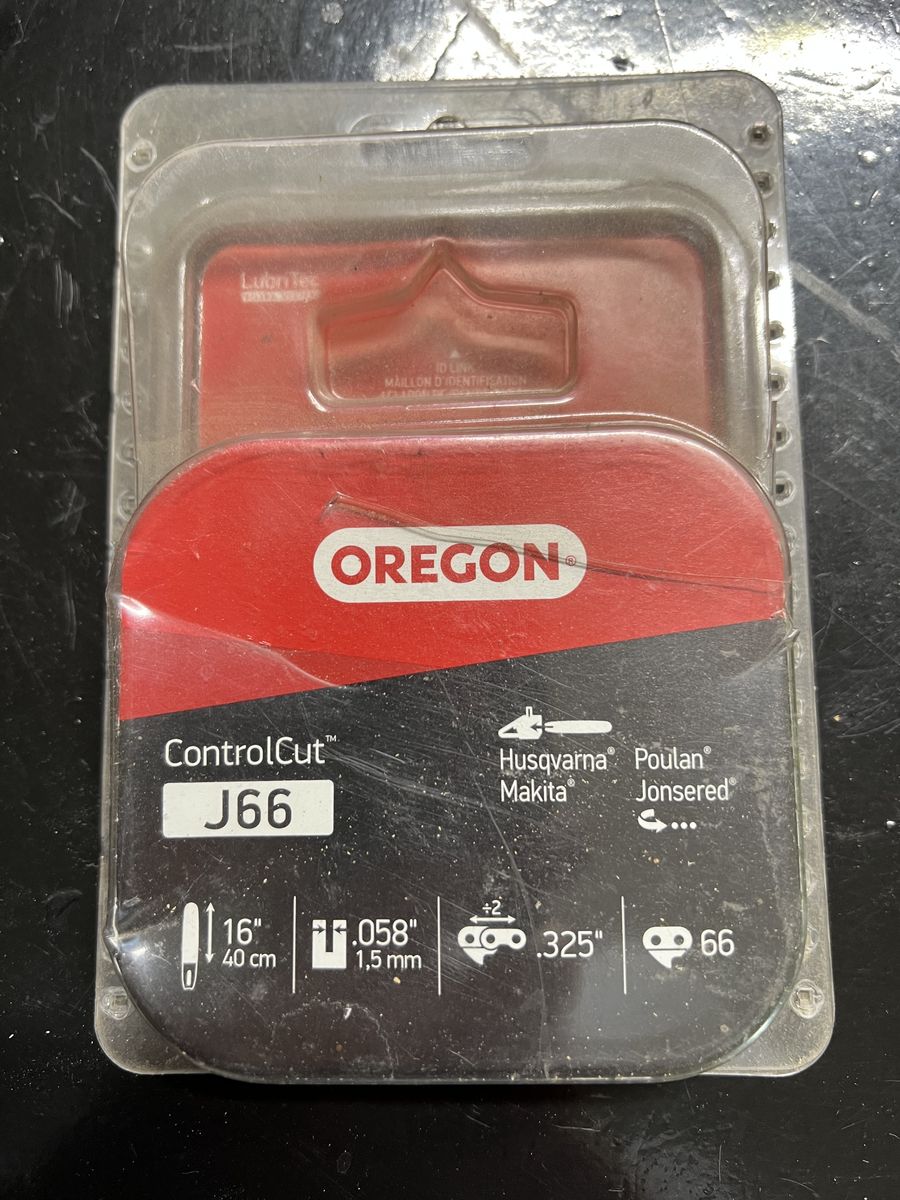 LubriTec
ID LINK
MAILLON D'IDENTIFICATION
OREGON®
ControlCut™
J66
Husqvarna® Poulan®
Makita® Jonsered®
16"
40 cm
.058"
1,5 mm
÷2
.325"
66